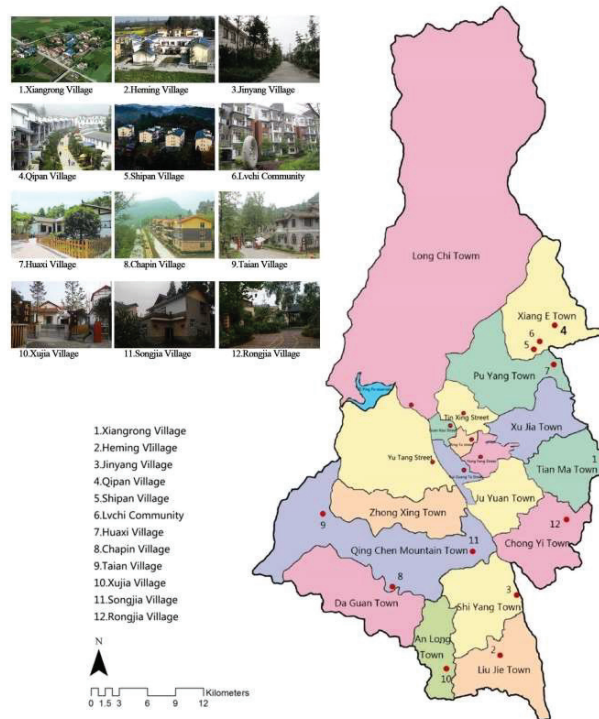 1.Xiangrong Village
2.Heming Village
3.Jinyang Village
4.Qipan Village
5.Shipan Village
6.Lvchi Community
7.Huaxi Village
8.Chapin Village
9.Taian Village
10.Xujia Village
11.Songjia Village
12.Rongjia Village
Long Chi Towm
Xiang E Town
6
4
5
7
Pu Yang Town
Tin Xing Street
Xu Jia Town
Yu Tang Street
1
Tian Ma Town
Ju Yuan Town
Zhong Xing Town
12
9
Chong Yi Town
11
Qing Chen Mountain Town
8
3
Da Guan Town
Shi Yang Town
An Long
Town
2
Liu Jie Town
10
1.Xiangrong Village
2.Heming VIillage
3.Jinyang Village
4.Qipan Village
5.Shipan Village
6.Lvchi Community
7.Huaxi Village
8.Chapin Village
9.Taian Village
10.Xujia Village
11.Songjia Village
12.Rongjia Village
N
Kilometers
0 1.5 3 6 9 12